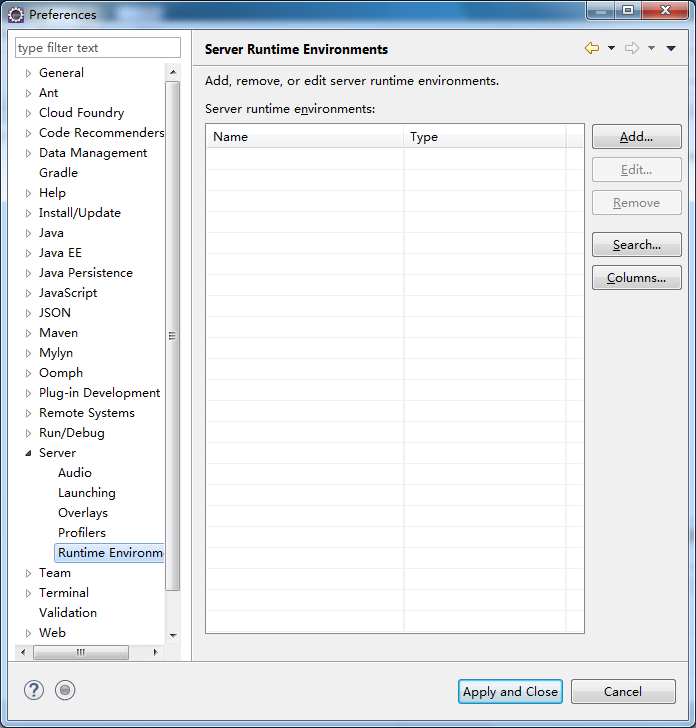 Preferences
type filter text
General
Ant
Cloud Foundry
Code Recommenders
Data Management
Gradle
Help
Install/Update
Java
Java EE
Java Persistence
JavaScript
JSON
Maven
Mylyn
Oomph
Plug-in Development
Remote Systems
Run/Debug
Server
Audio
Launching
Overlays
Profilers
Runtime Environm
Team
Terminal
Validation
Web
Server Runtime Environments
Add, remove, or edit server runtime environments.
Server runtime environments:
Name Type
Add...
Edit...
Remove
Search...
Columns...
Apply and Close Cancel